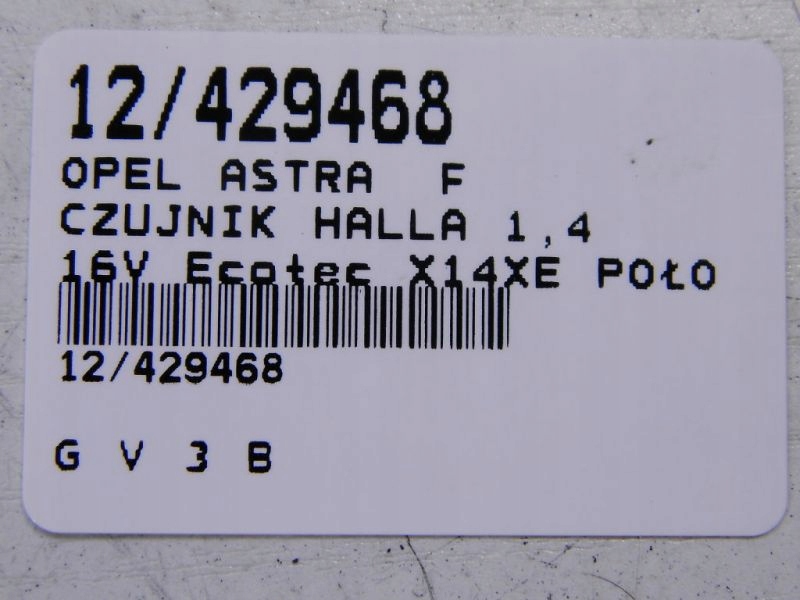 12/429468
OPEL ASTRA F
CZUJNIK HALLA 1,4
16V Ecotec X14XE POŁO
12/429468
G V 3 B